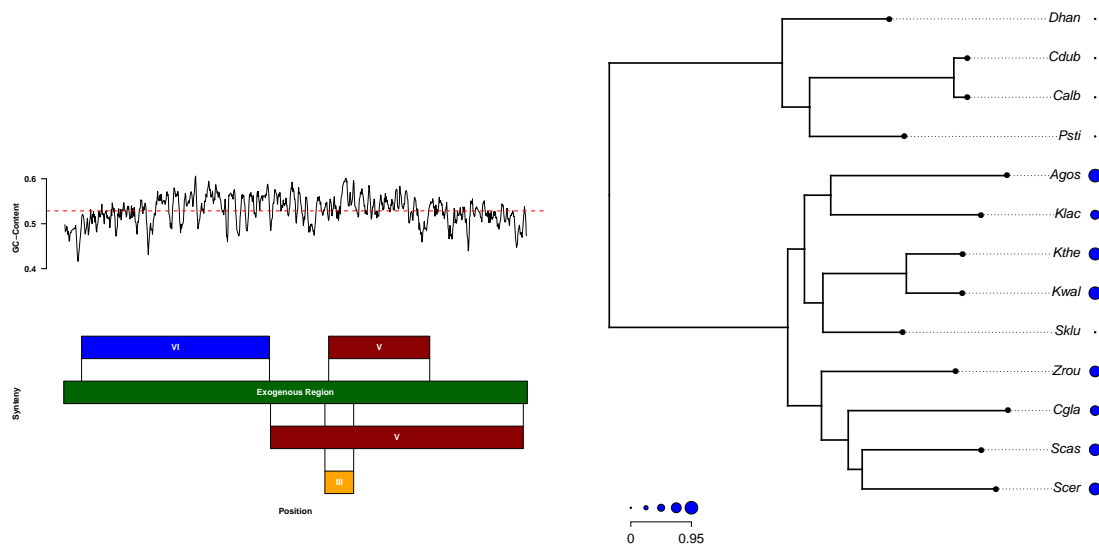 0.6
0.5
0.4
GC−Content
VI
V
Exogenous Region
V
III
Synteny
Position
Dhan
Cdub
Calb
Psti
Agos
Klac
Kthe
Kwal
Sklu
Zrou
Cgla
Scas
Scer
0 0.95